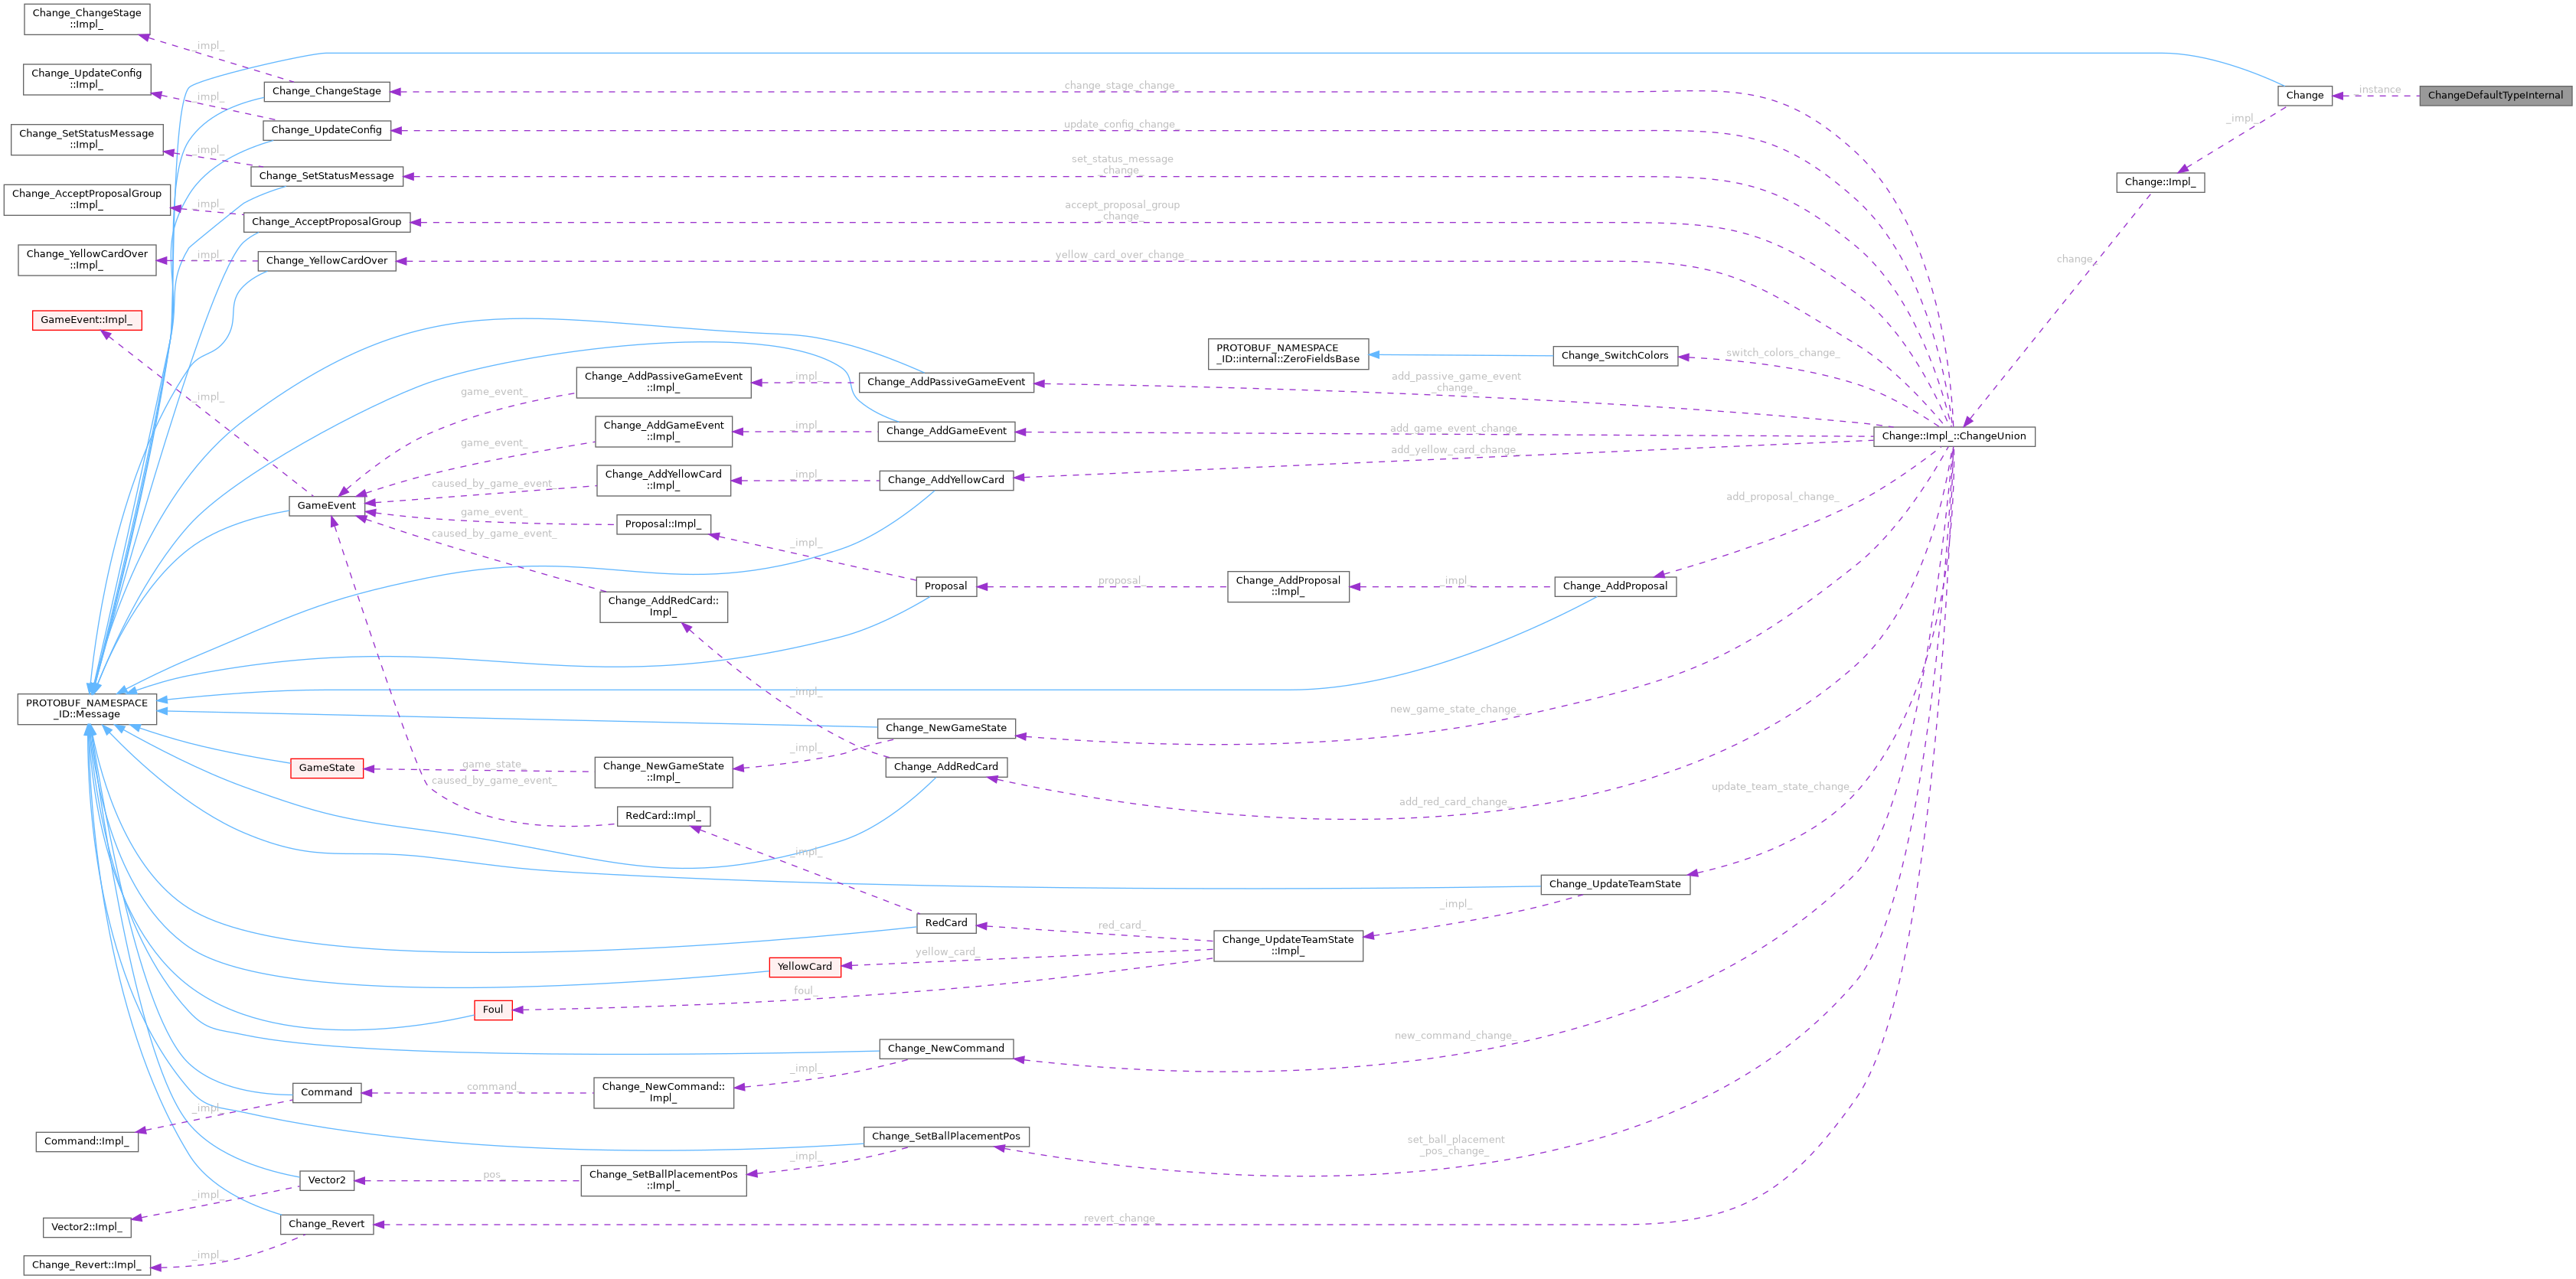 Change_ChangeStage
::Impl_
_impl_
Change_UpdateConfig
::Impl_
_impl_
Change_ChangeStage
change_stage_change_
Change
_instance
ChangeDefaultTypeInternal
_impl_
Change_SetStatusMessage
::Impl_
_impl_
Change_UpdateConfig
update_config_change_
set_status_message
_change_
Change_SetStatusMessage
Change::Impl_
Change_AcceptProposalGroup
::Impl_
_impl_
Change_AcceptProposalGroup
accept_proposal_group
_change_
Change_YellowCardOver
::Impl_
_impl_
Change_YellowCardOver
yellow_card_over_change_
change_
GameEvent::Impl_
_impl_
PROTOBUF_NAMESPACE
_ID::internal::ZeroFieldsBase
Change_SwitchColors
switch_colors_change_
Change_AddPassiveGameEvent
::Impl_
_impl_
Change_AddPassiveGameEvent
add_passive_game_event
_change_
game_event_
Change_AddGameEvent
::Impl_
_impl_
Change_AddGameEvent
add_game_event_change_
Change::Impl_::ChangeUnion
game_event_
add_yellow_card_change_
Change_AddYellowCard
::Impl_
_impl_
Change_AddYellowCard
caused_by_game_event_
GameEvent
game_event_
Proposal::Impl_
add_proposal_change_
caused_by_game_event_
_impl_
Proposal
proposal_
Change_AddProposal
::Impl_
_impl_
Change_AddProposal
Change_AddRedCard::
Impl_
_impl_
PROTOBUF_NAMESPACE
_ID::Message
Change_NewGameState
new_game_state_change_
_impl_
GameState
game_state_
Change_NewGameState
::Impl_
Change_AddRedCard
caused_by_game_event_
add_red_card_change_
update_team_state_change_
RedCard::Impl_
_impl_
Change_UpdateTeamState
_impl_
RedCard
red_card_
Change_UpdateTeamState
::Impl_
YellowCard
yellow_card_
foul_
Foul
new_command_change_
Change_NewCommand
_impl_
Command
command_
Change_NewCommand::
Impl_
_impl_
Command::Impl_
Change_SetBallPlacementPos
set_ball_placement
_pos_change_
_impl_
Vector2
pos_
Change_SetBallPlacementPos
::Impl_
_impl_
Vector2::Impl_
Change_Revert
revert_change_
_impl_
Change_Revert::Impl_